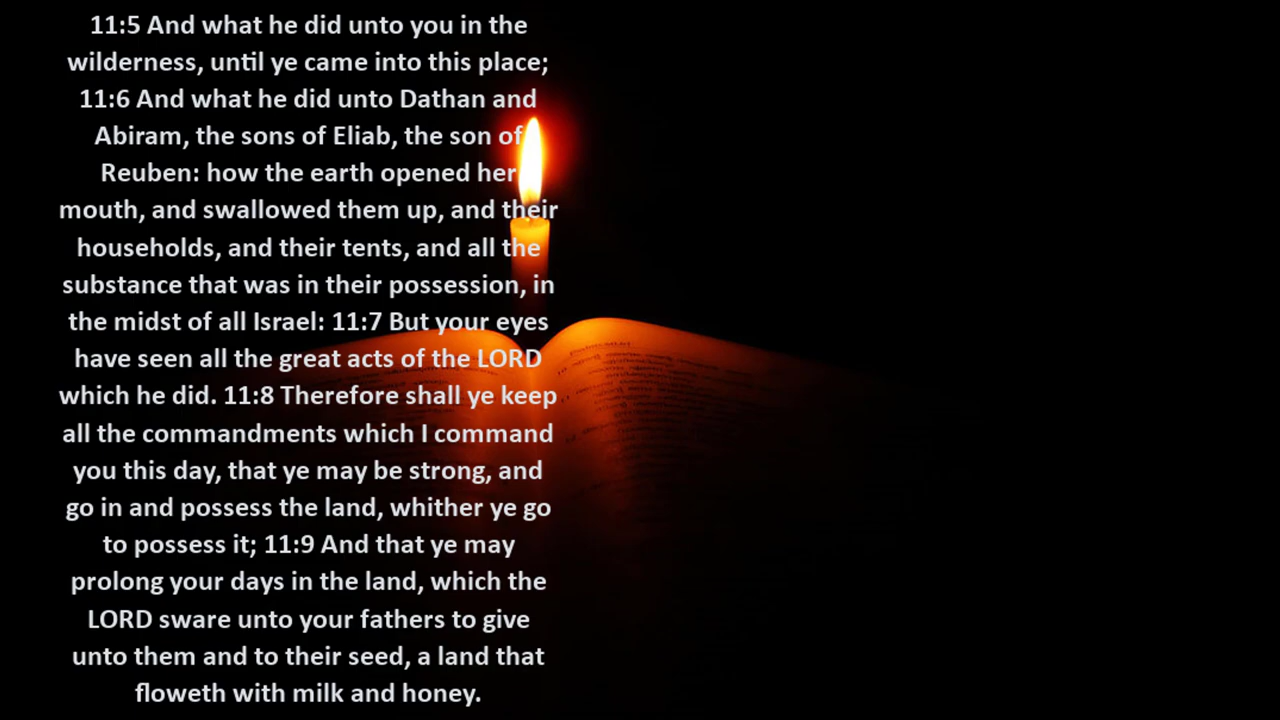 11:5 And what he did unto you in the
wilderness, until ye came into this place;
11:6 And what he did unto Dathan and
Abiram, the sons of Eliab, the son of
Reuben: how the earth opened her
mouth, and swallowed them up, and their
households, and their tents, and all the
substance that was in their possession, in
the midst of all Israel: 11:7 But your eyes
have seen all the great acts of the LORD
which he did. 11:8 Therefore shall ye keep
all the commandments which I command
you this day, that ye may be strong, and
go in and possess the land, whither ye go
to possess it; 11:9 And that ye may
prolong your days in the land, which the
LORD sware unto your fathers to give
unto them and to their seed, a land that
floweth with milk and honey.